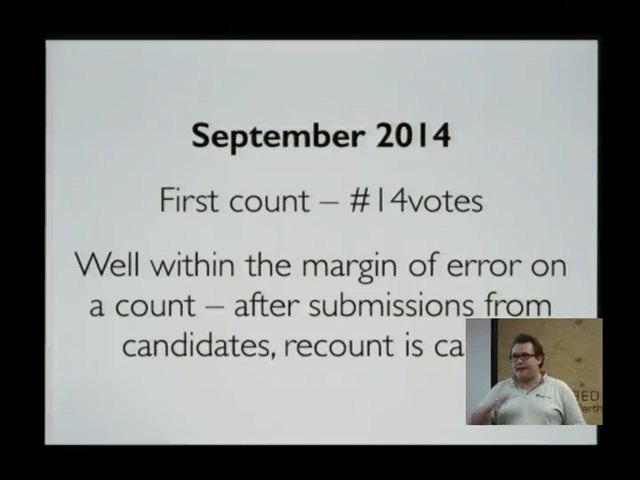 September 2014
First count – #14votes
Well within the margin of error on
a count – after submissions from
candidates, recount is